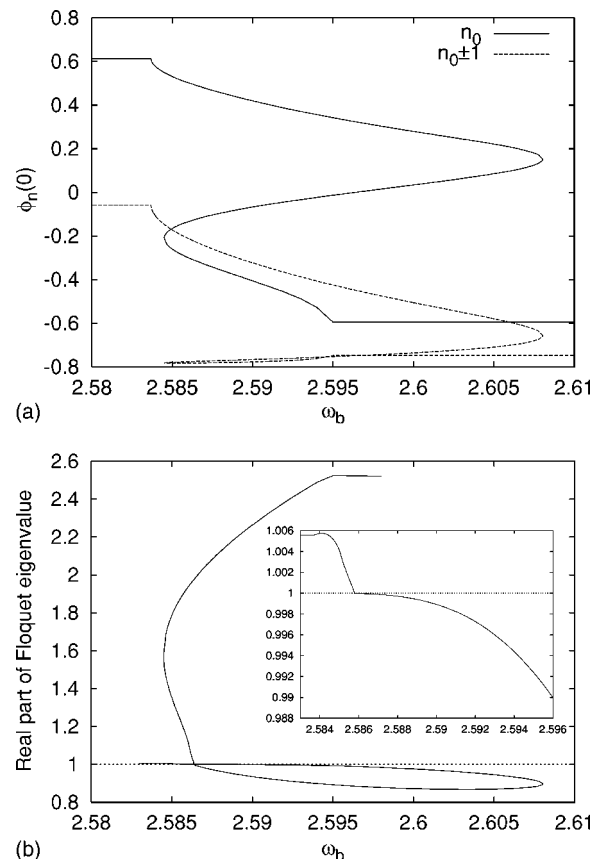 0.8
0.6
0.4
0.2
0
-0.2
-0.4
-0.6
-0.8
ϕn(0)
n0
n0±1
2.58 2.585 2.59 2.595 2.6 2.605 2.61
(a)
ωb
2.6
2.4
2.2
2
1.8
1.6
1.4
1.2
1
0.8
Real part of Floquet eigenvalue
1.006
1.004
1.002
1
0.998
0.996
0.994
0.992
0.99
0.988
2.584 2.586 2.588 2.59 2.592 2.594 2.596
2.58 2.585 2.59 2.595 2.6 2.605 2.61
(b)
ωb